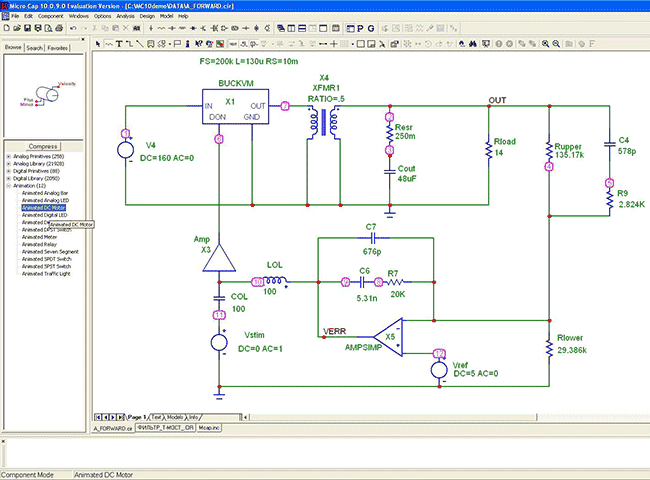 Micro Cap 10.0.9.0 Evaluation Version - [C:\MC10demo\DATA\A_FORWARD.cir]
File Edit Component Windows Options Analysis Design Model Help
Browse Search Favorites
Velocity
Plus
Minus
Compress
Analog Primitives (258)
Analog Library (21928)
Digital Primitives (88)
Digital Library (2090)
Animation (12)
Animated Analog Bar
Animated Analog LED
Animated DC Motor
Animated Digital LED
Animated DC Motor
Animated DPST Switch
Animated Meter
Animated Relay
Animated Seven Segment
Animated SPDT Switch
Animated SPST Switch
Animated Traffic Light
FS=200k L=130u RS=10m
BUCKVM
X1
IN
OUT
DON
GND
X4
XFMR1
RATIO=.5
OUT
V4
DC=160 AC=0
Resr
250m
Cout
48uF
Rload
14
Rupper
135.17k
C4
578p
R9
2.824K
Amp
X3
LOL
100
COL
100
10
11
Vstim
DC=0 AC=1
C7
676p
C6
5.31n
R7
20K
VERR
X5
AMPSIMP
12
Vref
DC=5 AC=0
Rlower
29.386k
Page 1 Text Models Info
A_FORWARD.cir ФИЛЬТР_Т-МОСТ_.CIR Mcap.inc
Component Mode Animated DC Motor